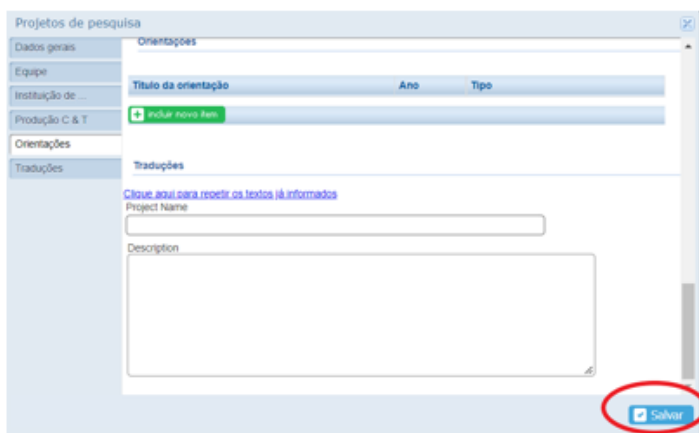 Projetos de pesquisa
Dados gerais
Equipe
Instituição de ...
Produção C & T
Orientações
Traduções
Orientações
Título da orientação Ano Tipo
incluir novo item
Traduções
Clique aqui para repetir os textos já informados
Project Name
Description
Salvar